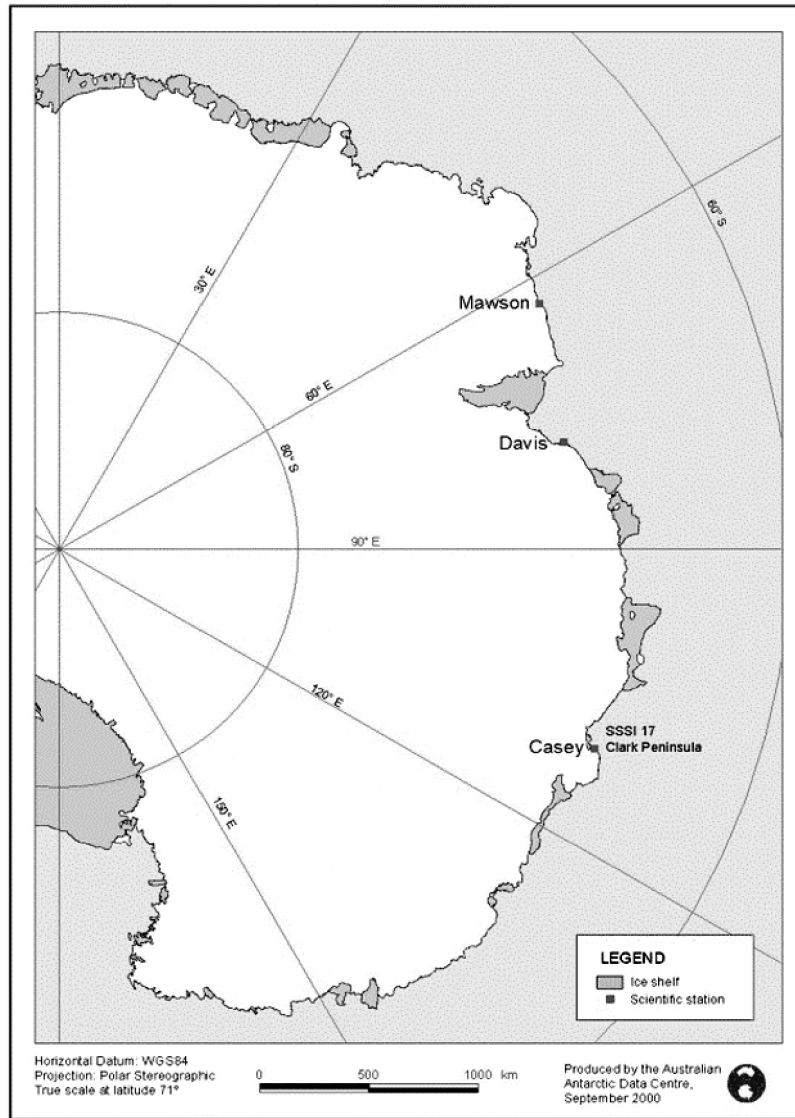 30° E
60° S
Mawson
60° E
80° S
Davis
90° E
120° E
SSSI 17
Casey Clark Peninsula
150° E
LEGEND
Ice shelf
Scientific station
Horizontal Datum: WGS84
Projection: Polar Stereographic
True scale at latitude 71°
0 500 1000 km
Produced by the Australian
Antarctic Data Centre,
September 2000